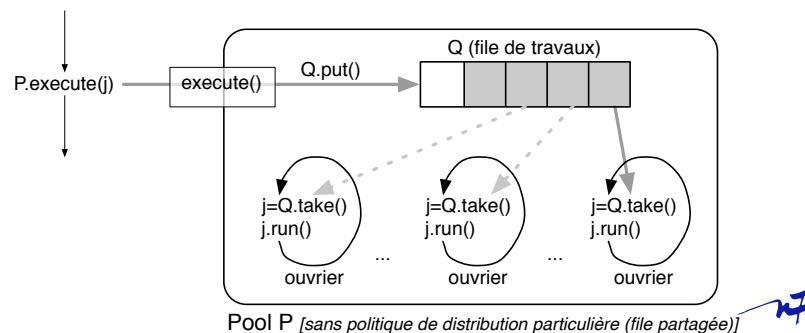 Q (file de travaux)
P.execute(j)
execute()
Q.put()
j=Q.take()
j.run()
ouvrier
...
j=Q.take()
j.run()
ouvrier
...
j=Q.take()
j.run()
ouvrier
Pool P [sans politique de distribution particulière (file partagée)]